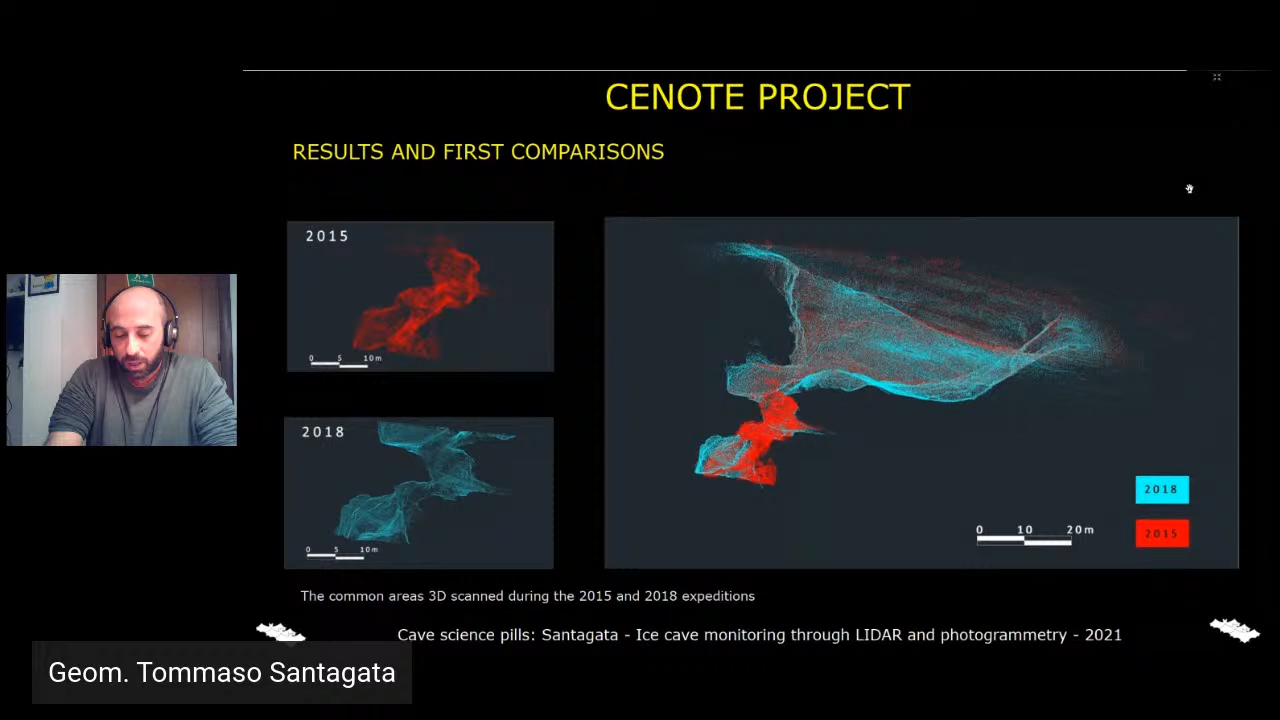 CENOTE PROJECT
RESULTS AND FIRST COMPARISONS
2015
0 5 10m
2018
0 5 10m
2018
2015
0 10 20m
The common areas 3D scanned during the 2015 and 2018 expeditions
Cave science pills: Santagata - Ice cave monitoring through LIDAR and photogrammetry - 2021
Geom. Tommaso Santagata